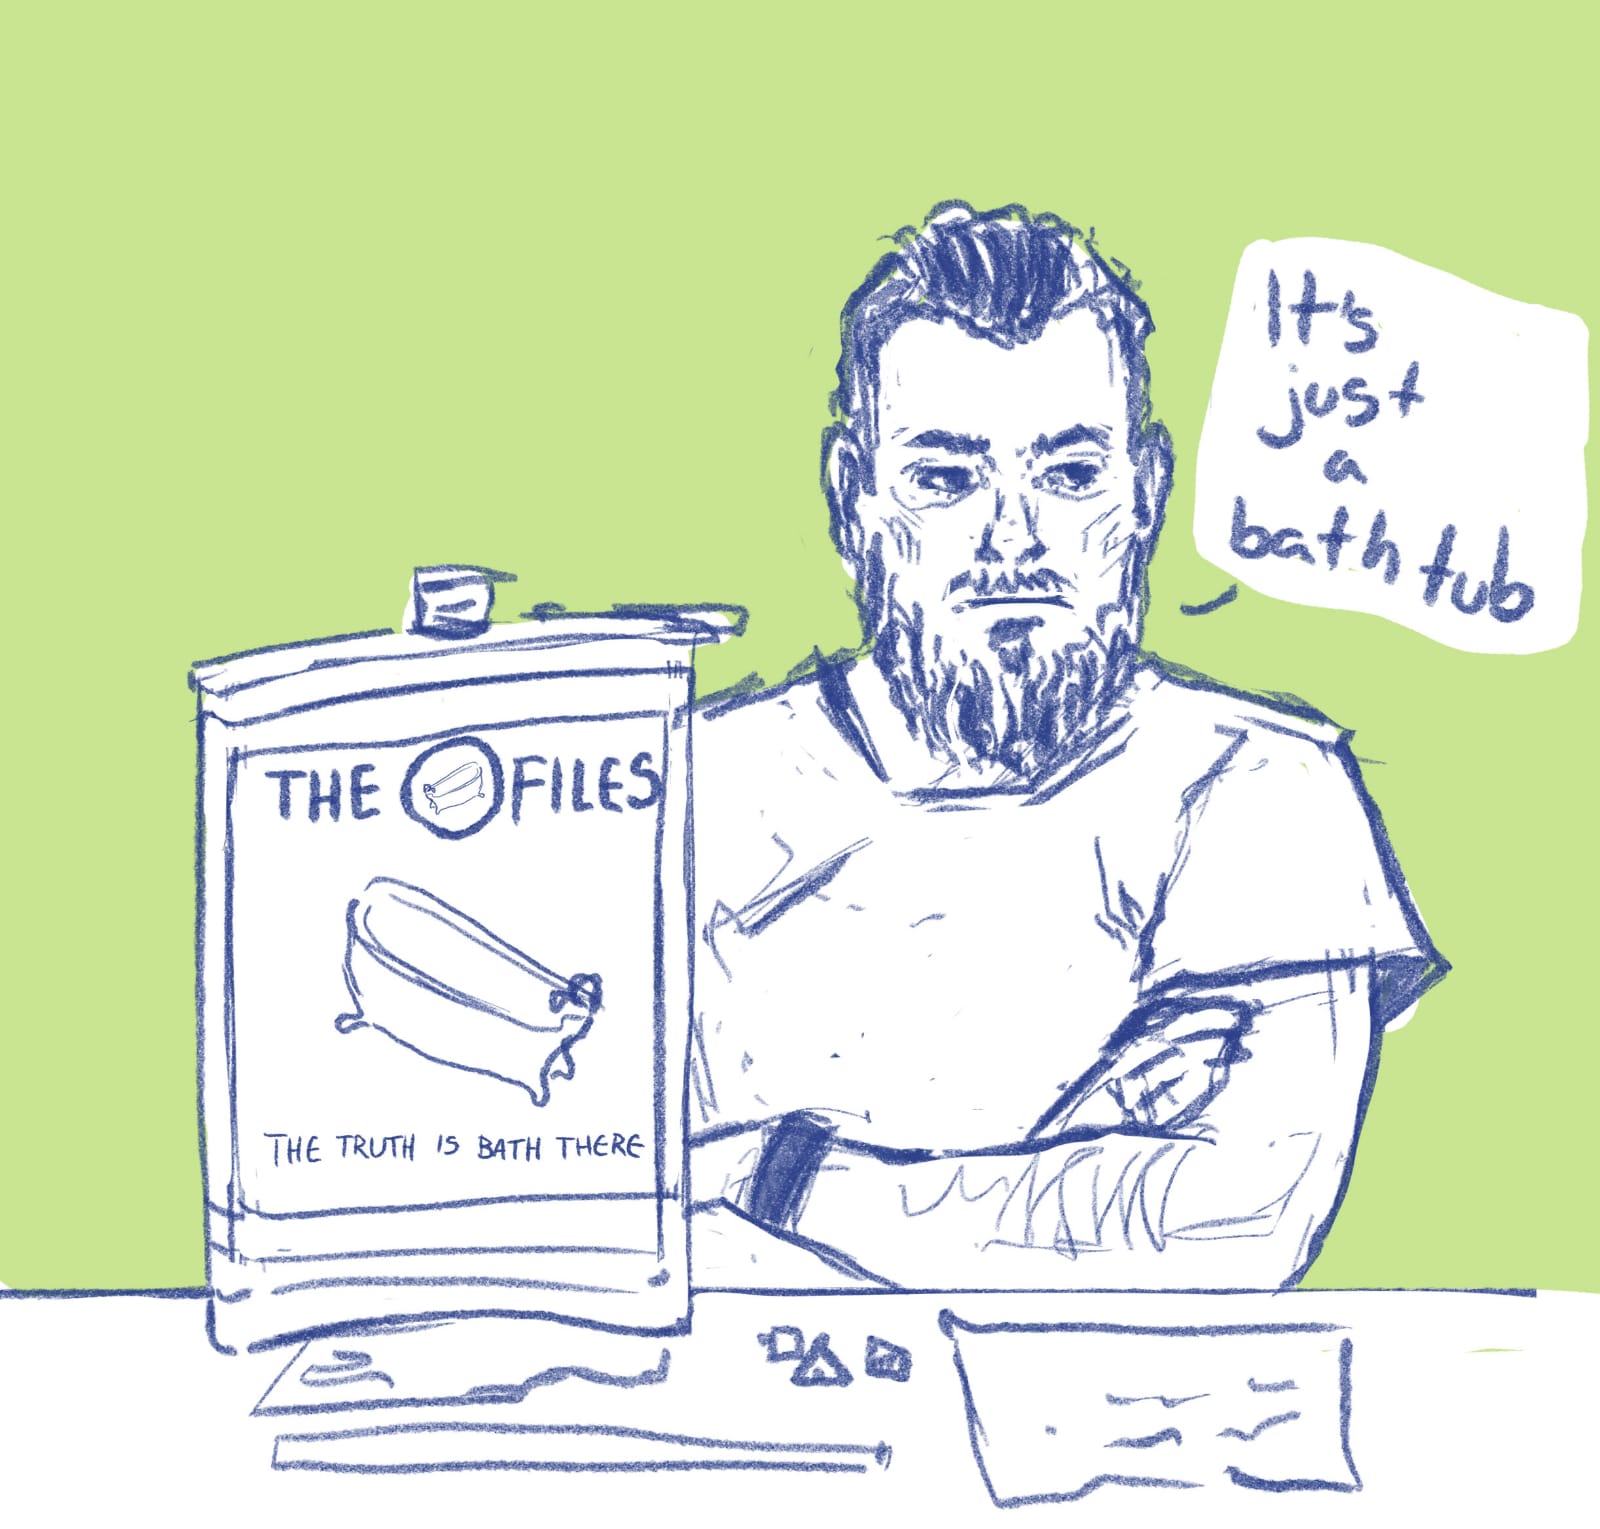 It's
just
a
bath tub
THE FILES
THE TRUTH IS BATH THERE